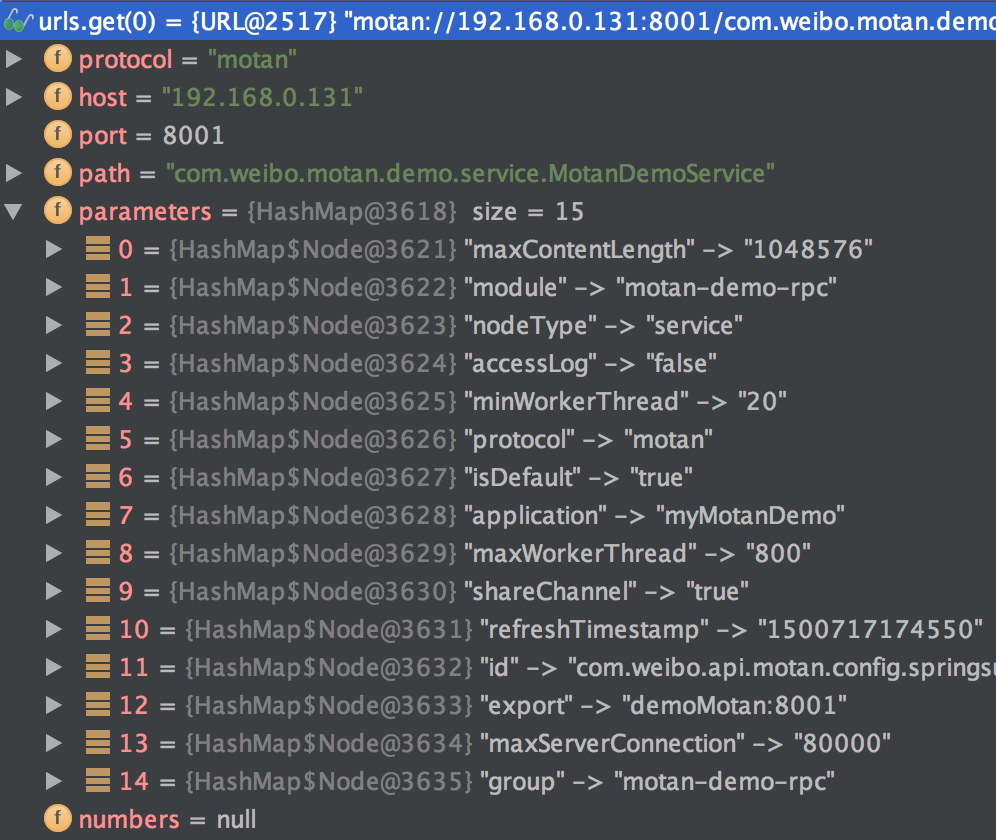 urls.get(0) = {URL@2517} "motan://192.168.0.131:8001/com.weibo.motan.demo
f protocol = "motan"
f host = "192.168.0.131"
f port = 8001
f path = "com.weibo.motan.demo.service.MotanDemoService"
f parameters = {HashMap@3618} size = 15
0 = {HashMap$Node@3621} "maxContentLength" -> "1048576"
1 = {HashMap$Node@3622} "module" -> "motan-demo-rpc"
2 = {HashMap$Node@3623} "nodeType" -> "service"
3 = {HashMap$Node@3624} "accessLog" -> "false"
4 = {HashMap$Node@3625} "minWorkerThread" -> "20"
5 = {HashMap$Node@3626} "protocol" -> "motan"
6 = {HashMap$Node@3627} "isDefault" -> "true"
7 = {HashMap$Node@3628} "application" -> "myMotanDemo"
8 = {HashMap$Node@3629} "maxWorkerThread" -> "800"
9 = {HashMap$Node@3630} "shareChannel" -> "true"
10 = {HashMap$Node@3631} "refreshTimestamp" -> "1500717174550"
11 = {HashMap$Node@3632} "id" -> "com.weibo.api.motan.config.springsu
12 = {HashMap$Node@3633} "export" -> "demoMotan:8001"
13 = {HashMap$Node@3634} "maxServerConnection" -> "80000"
14 = {HashMap$Node@3635} "group" -> "motan-demo-rpc"
f numbers = null